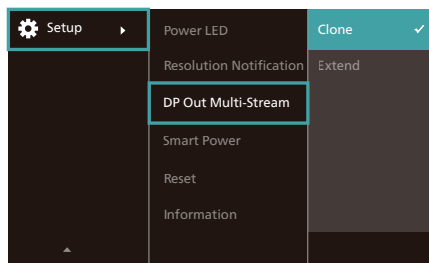 Setup
Power LED
Resolution Notification
DP Out Multi-Stream
Smart Power
Reset
Information
Clone
Extend